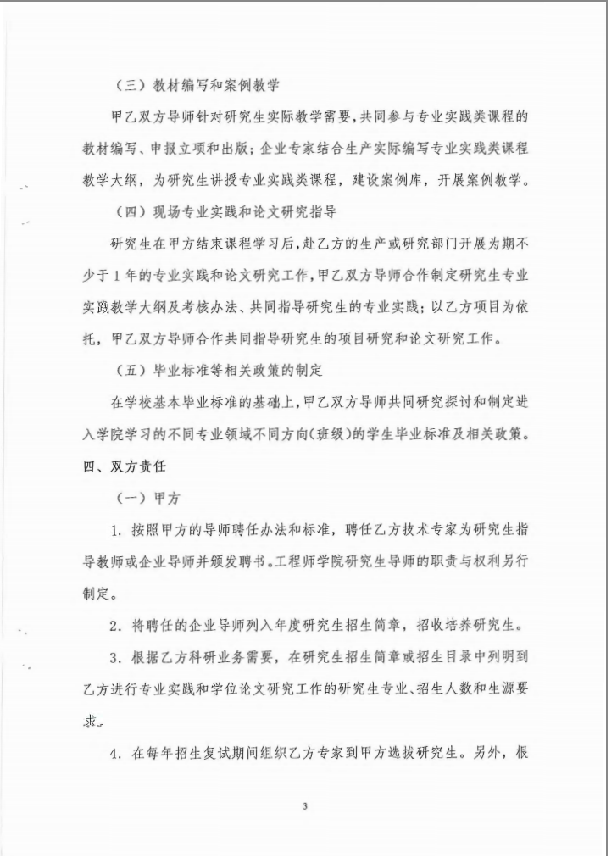 （三）教材编写和案例教学
甲乙双方导师针对研究生实际教学需要，共同参与专业实践类课程的
教材编写、申报立项和出版；企业专家结合生产实际编写专业实践类课程
教学大纲，为研究生讲授专业实践类课程，建设案例库，开展案例教学。
（四）现场专业实践和论文研究指导
研究生在甲方结束课程学习后，赴乙方的生产或研究部门开展为期不
少于 1 年的专业实践和论文研究工作，甲乙双方导师合作制定研究生专业
实践教学大纲及考核办法、共同指导研究生的专业实践；以乙方项目为依
托，甲乙双方导师合作共同指导研究生的项目研究和论文研究工作。
（五）毕业标准等相关政策的制定
在学校基本毕业标准的基础上，甲乙双方导师共同研究探讨和制定进
入学院学习的不同专业领域不同方向（班级）的学生毕业标准及相关政策。
四、双方责任
（一）甲方
1. 按照甲方的导师聘任办法和标准，聘任乙方技术专家为研究生指
导教师或企业导师并颁发聘书。工程师学院研究生导师的职责与权利另行
制定。
2. 将聘任的企业导师列入年度研究生招生简章，招收培养研究生。
3. 根据乙方科研业务需要，在研究生招生简章或招生目录中列明到
乙方进行专业实践和学位论文研究工作的研究生专业、招生人数和生源要
求。
4. 在每年招生复试期间组织乙方专家到甲方选拔研究生。另外，根
3